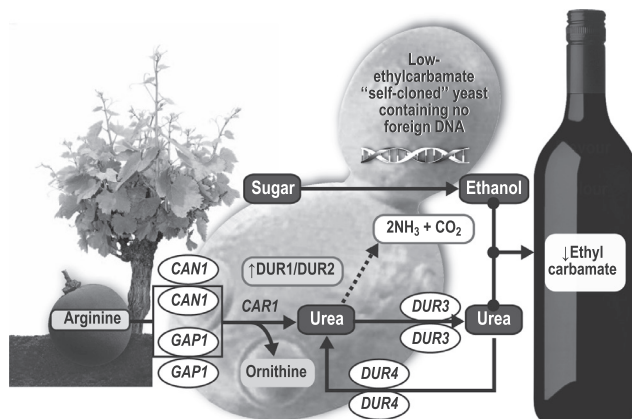 Low-
ethylcarbamate
“self-cloned” yeast
containing no
foreign DNA
Sugar
Ethanol
2NH₃ + CO₂
↑DUR1/DUR2
↓Ethyl
carbamate
CAN1
CAN1
Arginine
GAP1
GAP1
CAR1
Urea
Ornithine
DUR3
DUR3
Urea
DUR4
DUR4